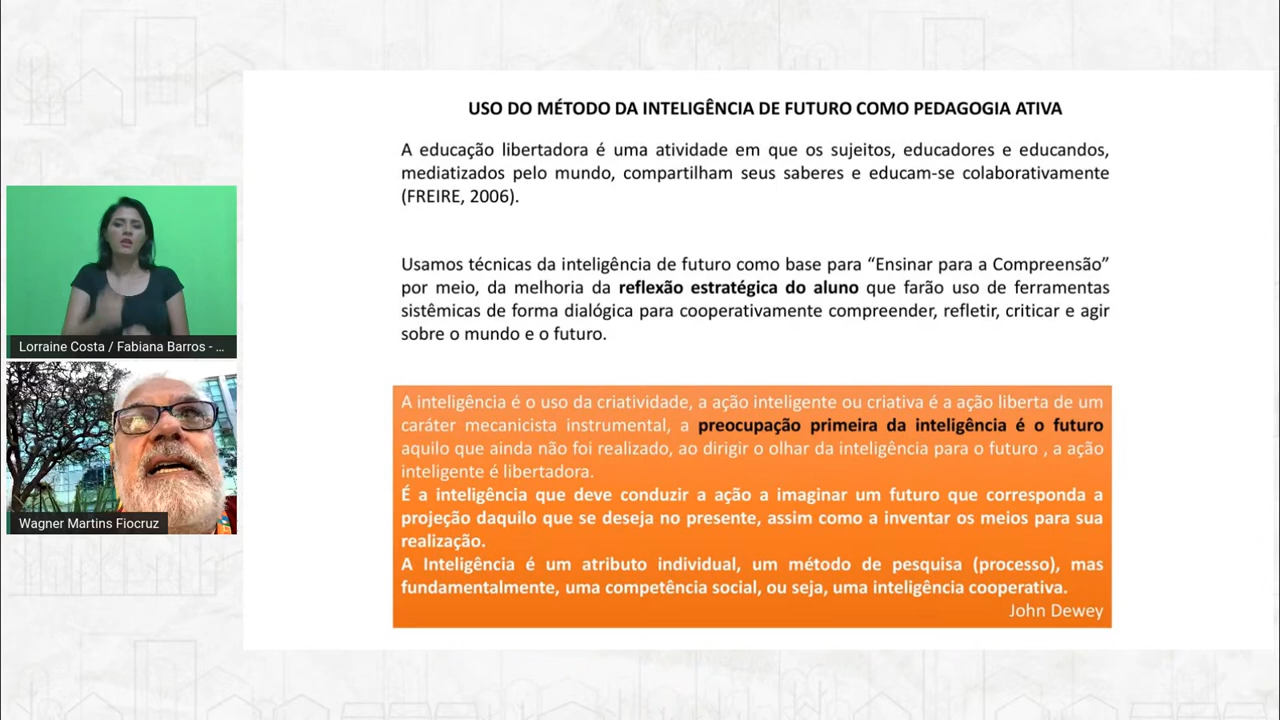 USO DO MÉTODO DA INTELIGÊNCIA DE FUTURO COMO PEDAGOGIA ATIVA
A educação libertadora é uma atividade em que os sujeitos, educadores e educandos,
mediatizados pelo mundo, compartilham seus saberes e educam-se colaborativamente
(FREIRE, 2006).
Usamos técnicas da inteligência de futuro como base para “Ensinar para a Compreensão”
por meio, da melhoria da reflexão estratégica do aluno que farão uso de ferramentas
sistêmicas de forma dialógica para cooperativamente compreender, refletir, criticar e agir
sobre o mundo e o futuro.
A inteligência é o uso da criatividade, a ação inteligente ou criativa é a ação liberta de um
caráter mecanicista instrumental, a preocupação primeira da inteligência é o futuro
aquilo que ainda não foi realizado, ao dirigir o olhar da inteligência para o futuro , a ação
inteligente é libertadora.
É a inteligência que deve conduzir a ação a imaginar um futuro que corresponda a
projeção daquilo que se deseja no presente, assim como a inventar os meios para sua
realização.
A Inteligência é um atributo individual, um método de pesquisa (processo), mas
fundamentalmente, uma competência social, ou seja, uma inteligência cooperativa.
John Dewey
Lorraine Costa / Fabiana Barros - ...
Wagner Martins Fiocruz